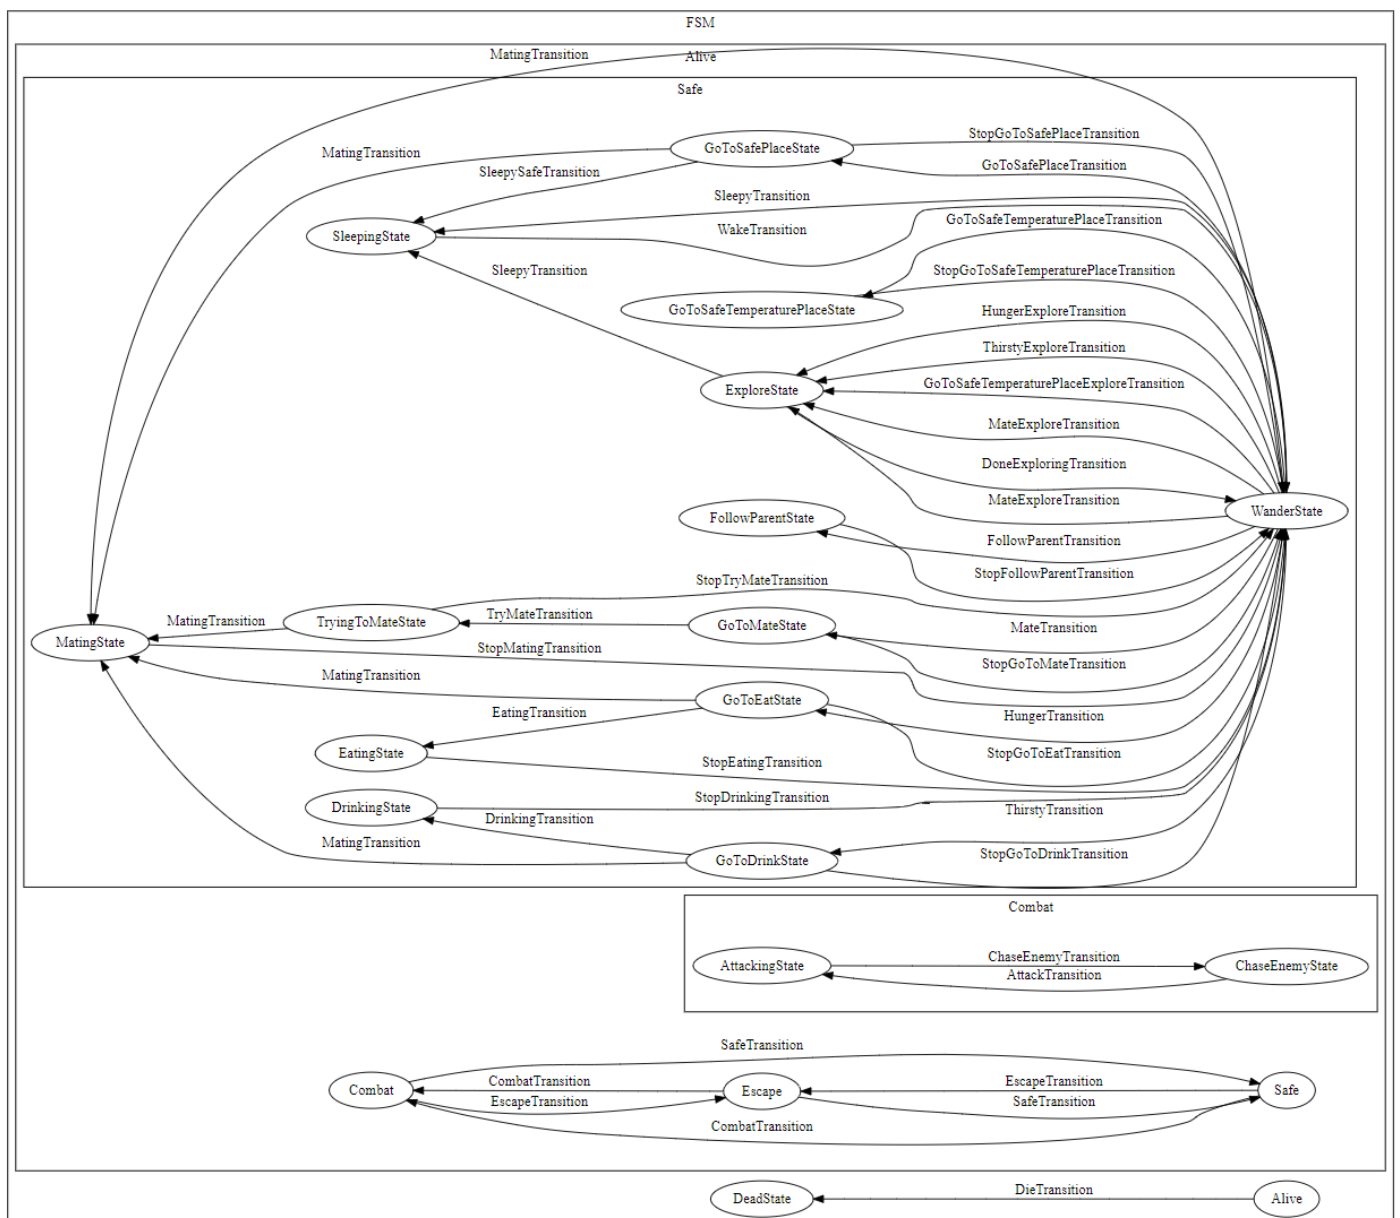 FSM
MatingTransition
Alive
Safe
StopGoToSafePlaceTransition
MatingTransition
GoToSafePlaceState
GoToSafePlaceTransition
SleepySafeTransition
SleepyTransition
GoToSafeTemperaturePlaceTransition
WakeTransition
SleepingState
SleepyTransition
StopGoToSafeTemperaturePlaceTransition
GoToSafeTemperaturePlaceState
HungerExploreTransition
ThirstyExploreTransition
GoToSafeTemperaturePlaceExploreTransition
ExploreState
MateExploreTransition
DoneExploringTransition
MateExploreTransition
WanderState
FollowParentState
FollowParentTransition
StopFollowParentTransition
StopTryMateTransition
TryMateTransition
MatingTransition
TryingToMateState
GoToMateState
MateTransition
MatingState
StopMatingTransition
StopGoToMateTransition
MatingTransition
GoToEatState
EatingTransition
HungerTransition
EatingState
StopGoToEatTransition
StopEatingTransition
StopDrinkingTransition
DrinkingState
ThirstyTransition
DrinkingTransition
MatingTransition
GoToDrinkState
StopGoToDrinkTransition
Combat
ChaseEnemyTransition
AttackingState
ChaseEnemyState
AttackTransition
SafeTransition
CombatTransition
EscapeTransition
Combat
Escape
Safe
EscapeTransition
SafeTransition
CombatTransition
DieTransition
DeadState
Alive